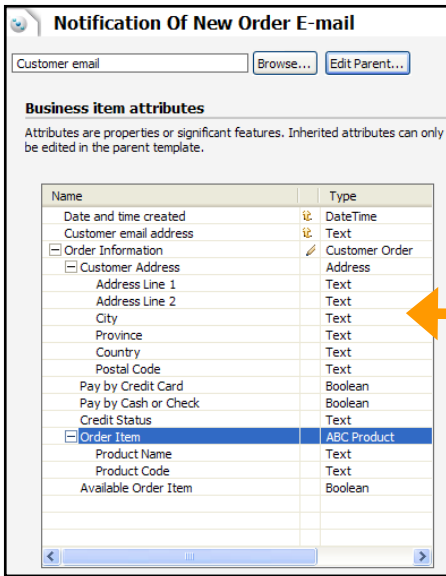 Notification Of New Order E-mail
Customer email Browse... Edit Parent...
Business item attributes
Attributes are properties or significant features. Inherited attributes can only
be edited in the parent template.
Name Type
Date and time created DateTime
Customer email address Text
Order Information Customer Order
Customer Address Address
Address Line 1 Text
Address Line 2 Text
City Text
Province Text
Country Text
Postal Code Text
Pay by Credit Card Boolean
Pay by Cash or Check Boolean
Credit Status Text
Order Item ABC Product
Product Name Text
Product Code Text
Available Order Item Boolean